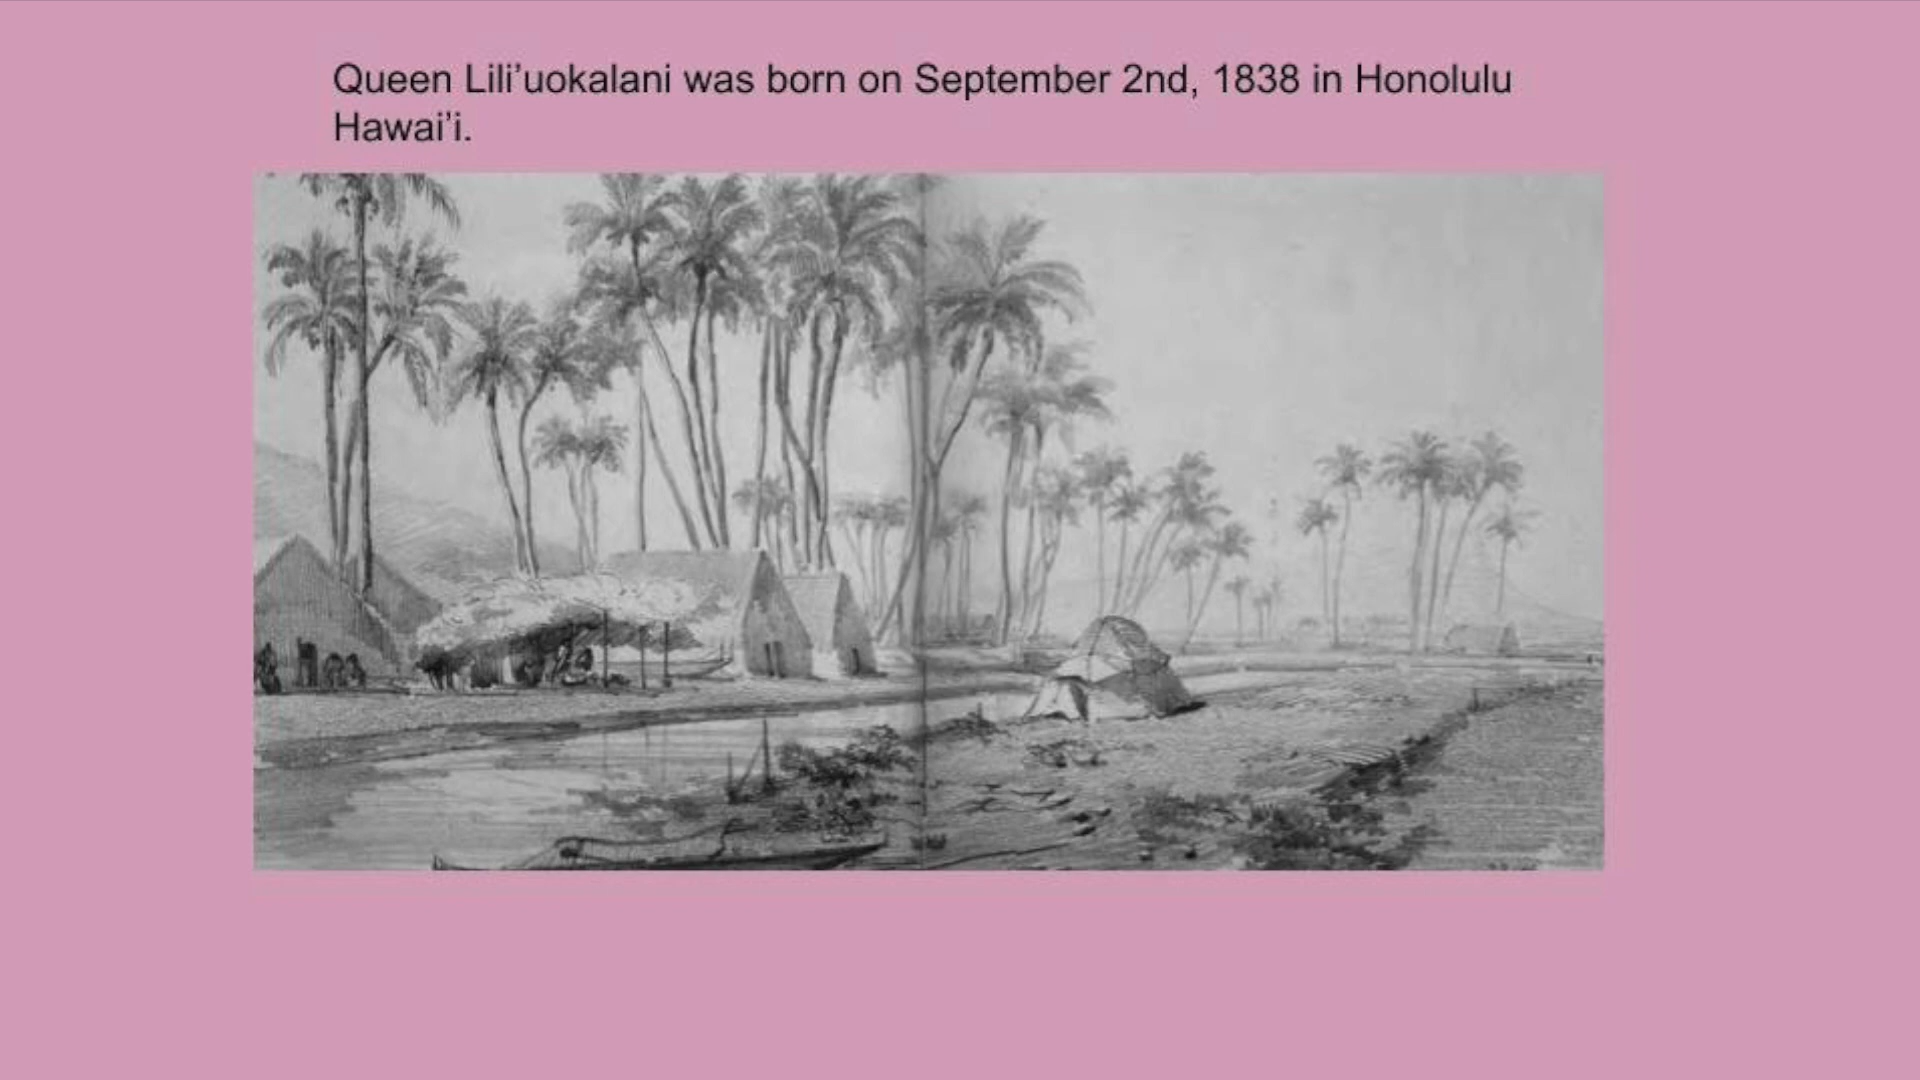 Queen Lili’uokalani was born on September 2nd, 1838 in Honolulu
Hawai’i.